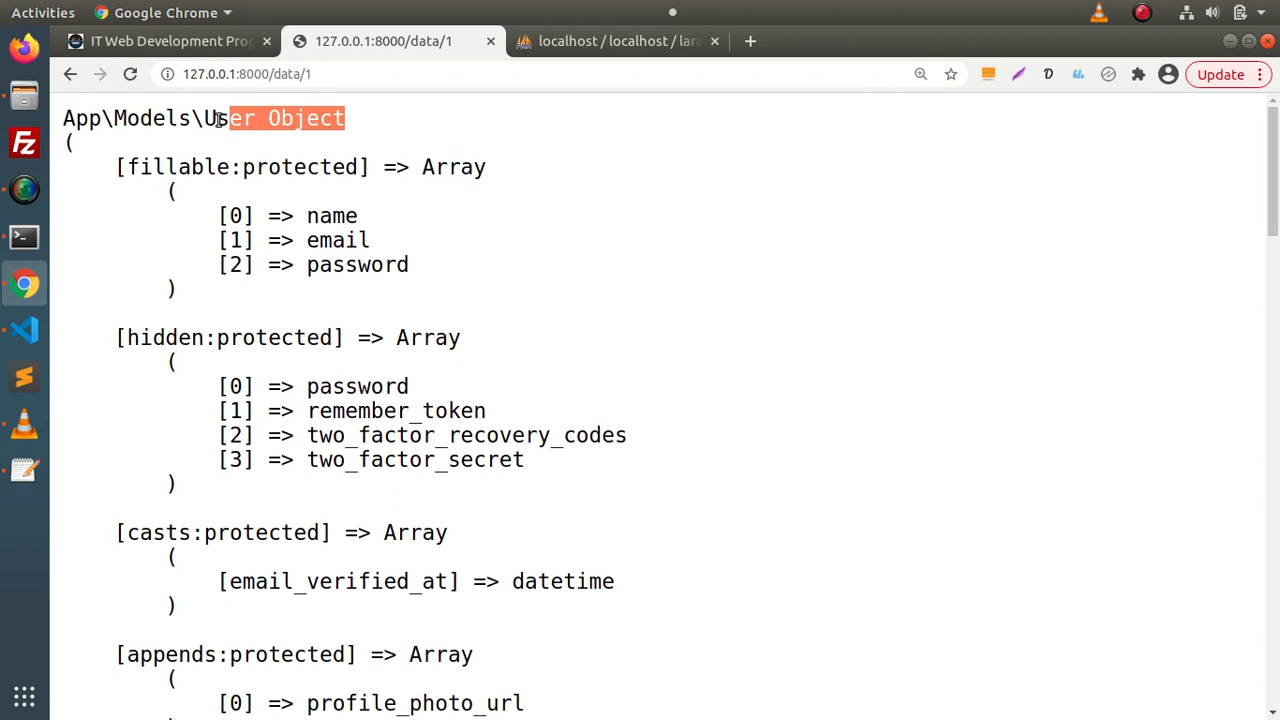 Activities
Google Chrome
IT Web Development Pro
127.0.0.1:8000/data/1
localhost / localhost / lara
127.0.0.1:8000/data/1
Update
App\Models\User Object
(
[fillable:protected] => Array
(
[0] => name
[1] => email
[2] => password
)
[hidden:protected] => Array
(
[0] => password
[1] => remember_token
[2] => two_factor_recovery_codes
[3] => two_factor_secret
)
[casts:protected] => Array
(
[email_verified_at] => datetime
)
[appends:protected] => Array
(
[0] => profile_photo_url